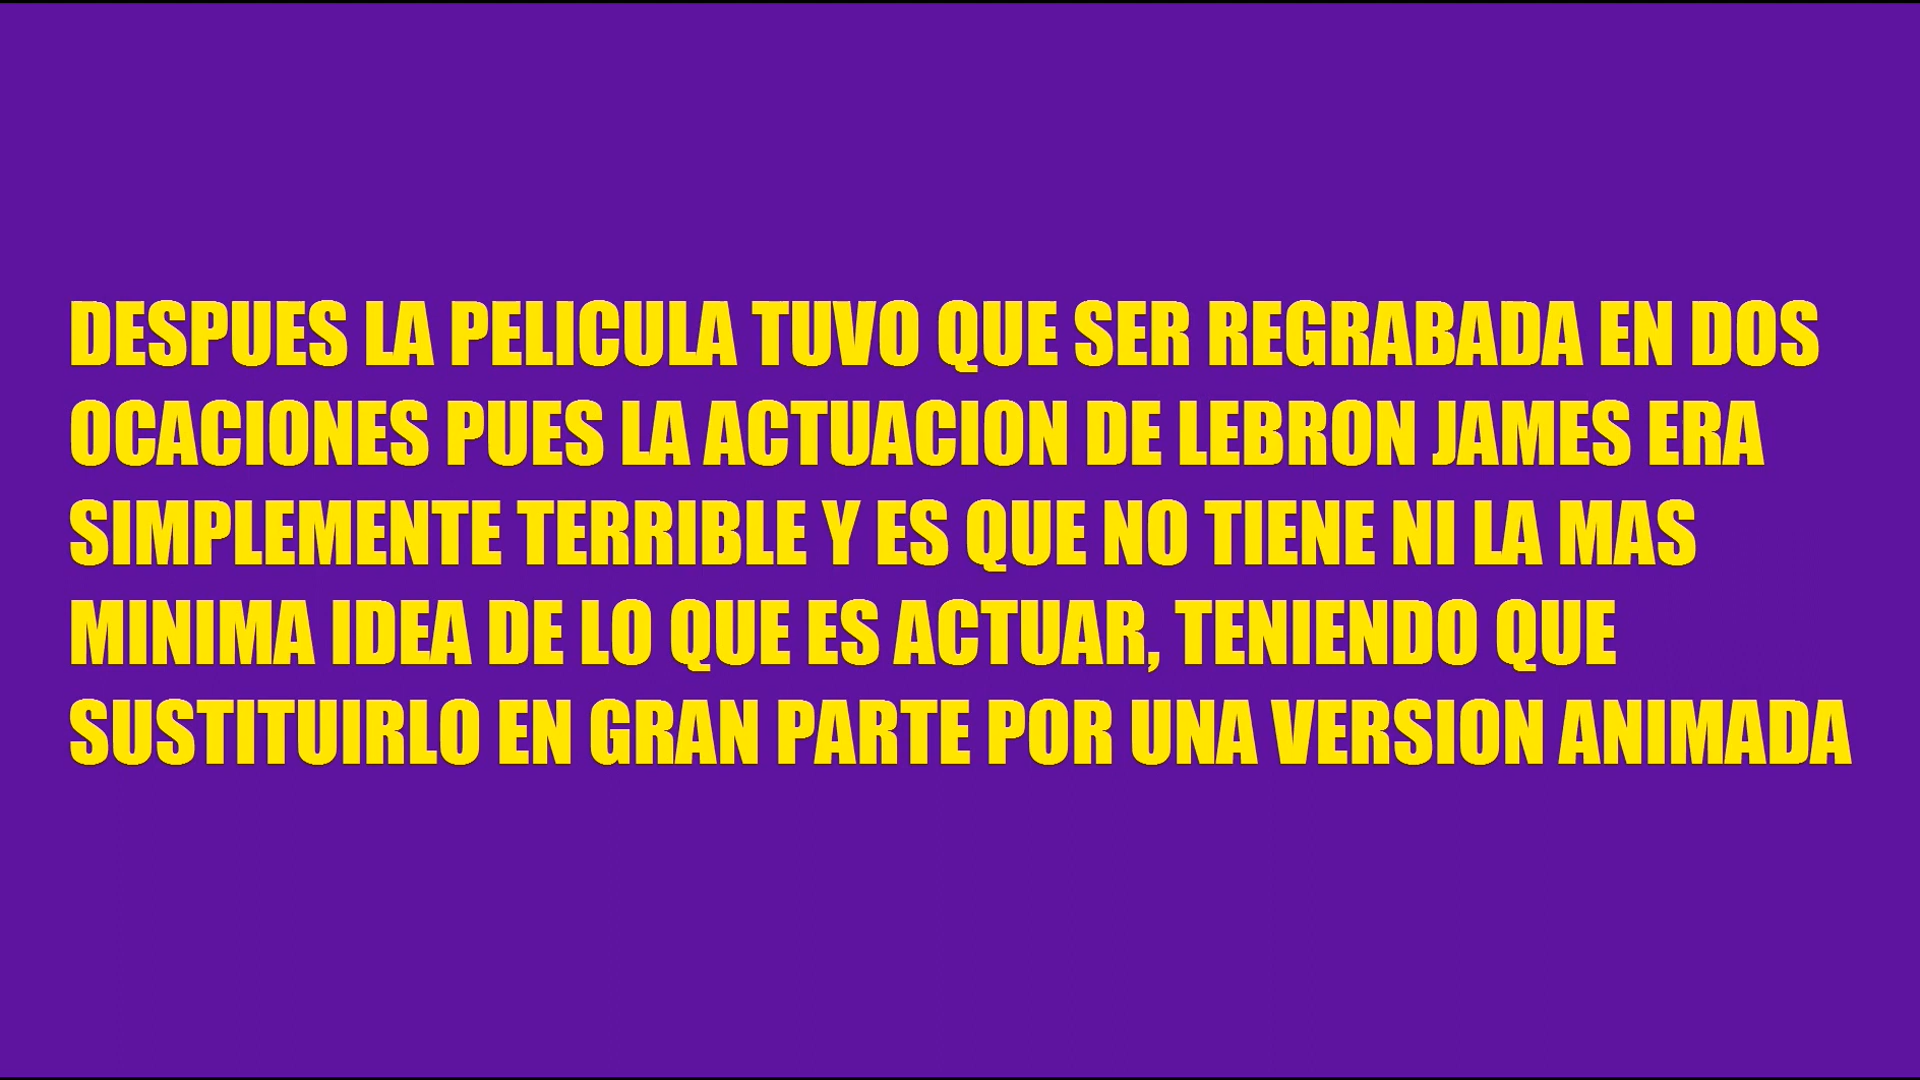 DESPUES LA PELICULA TUVO QUE SER REGRABADA EN DOS
OCACIONES PUES LA ACTUACION DE LEBRON JAMES ERA
SIMPLEMENTE TERRIBLE Y ES QUE NO TIENE NI LA MAS
MINIMA IDEA DE LO QUE ES ACTUAR, TENIENDO QUE
SUSTITUIRLO EN GRAN PARTE POR UNA VERSION ANIMADA